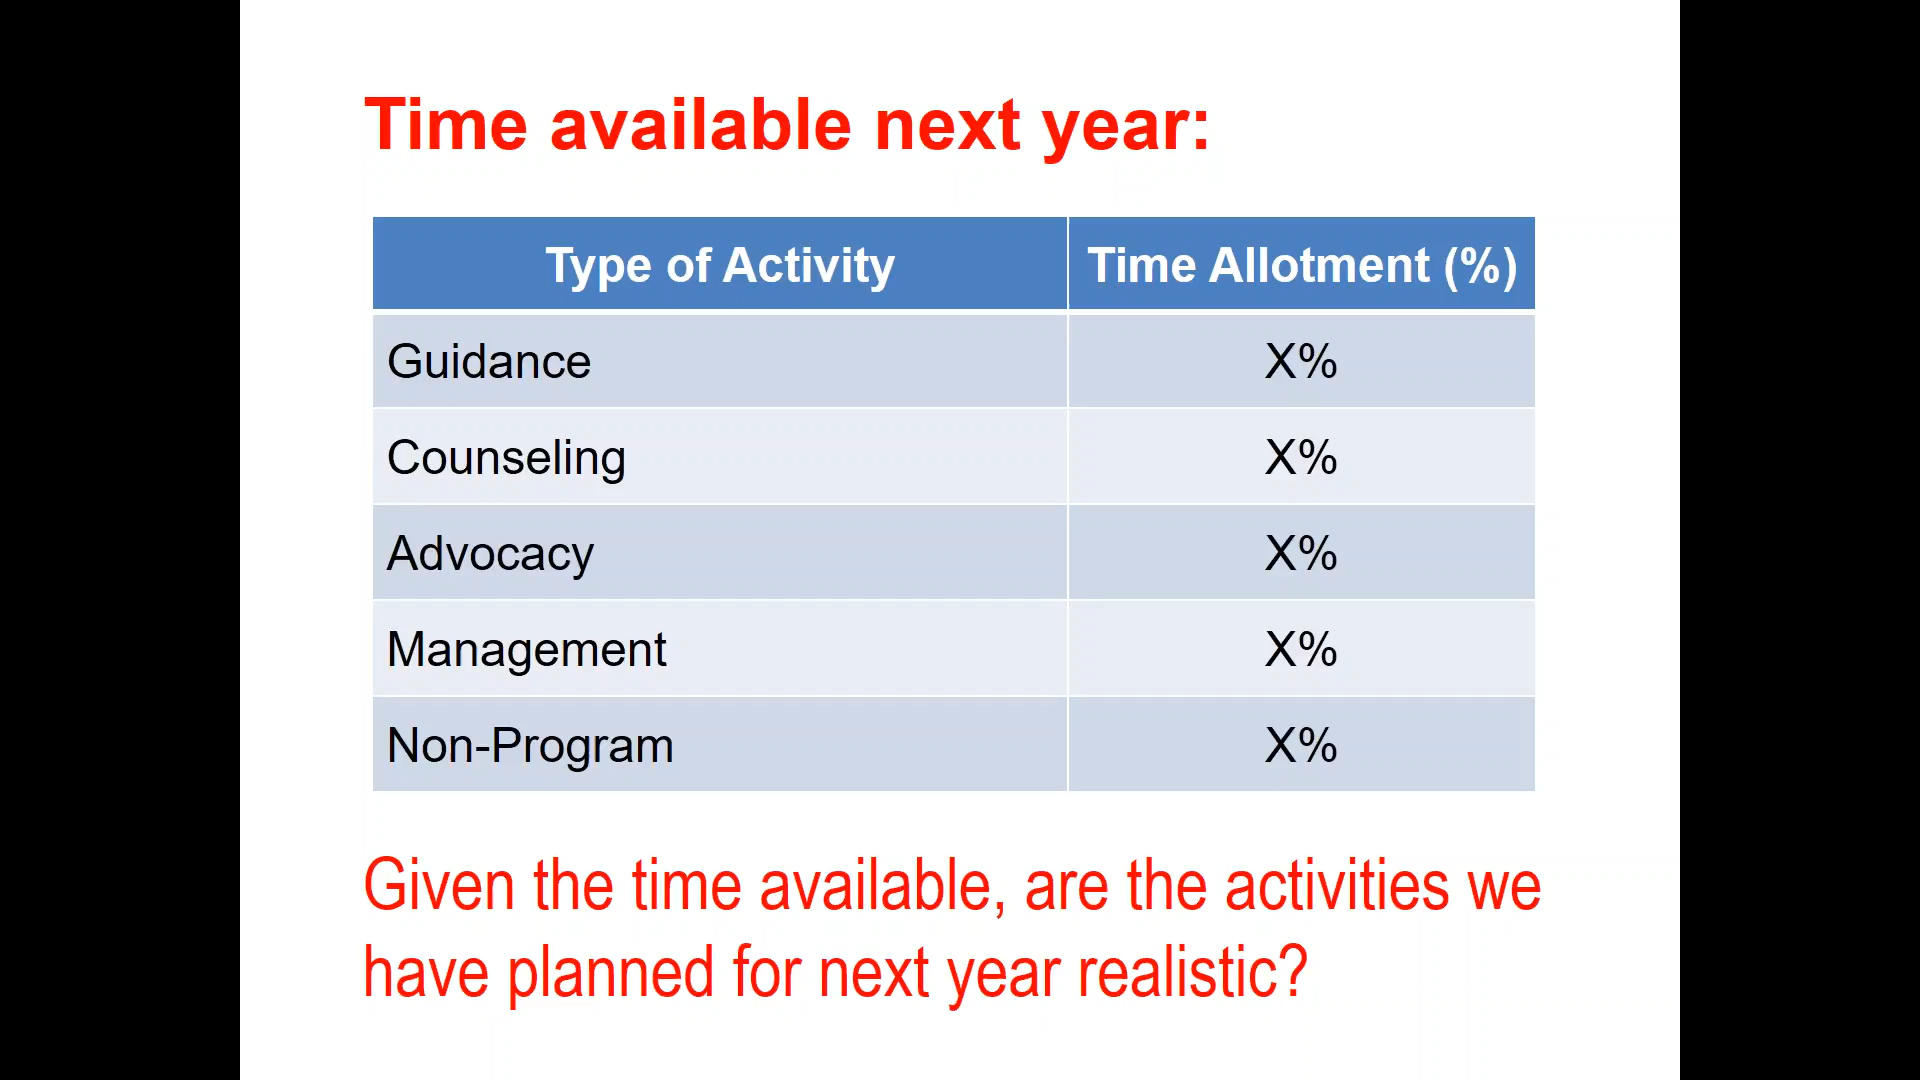 Time available next year:
Type of Activity Time Allotment (%)
Guidance X%
Counseling X%
Advocacy X%
Management X%
Non-Program X%
Given the time available, are the activities we
have planned for next year realistic?